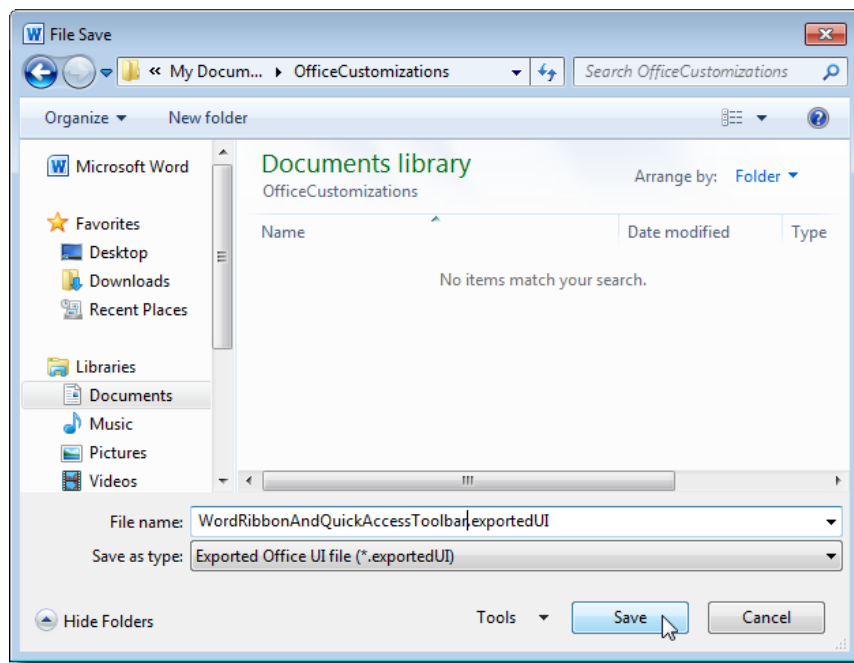 File Save
« My Docum... OfficeCustomizations Search OfficeCustomizations
Organize New folder
Microsoft Word
Favorites
Desktop
Downloads
Recent Places
Libraries
Documents
Music
Pictures
Videos
Documents library
OfficeCustomizations
Arrange by: Folder
Name Date modified Type
No items match your search.
File name: WordRibbonAndQuickAccessToolbar.exportedUI
Save as type: Exported Office UI file (*.exportedUI)
Hide Folders Tools Save Cancel